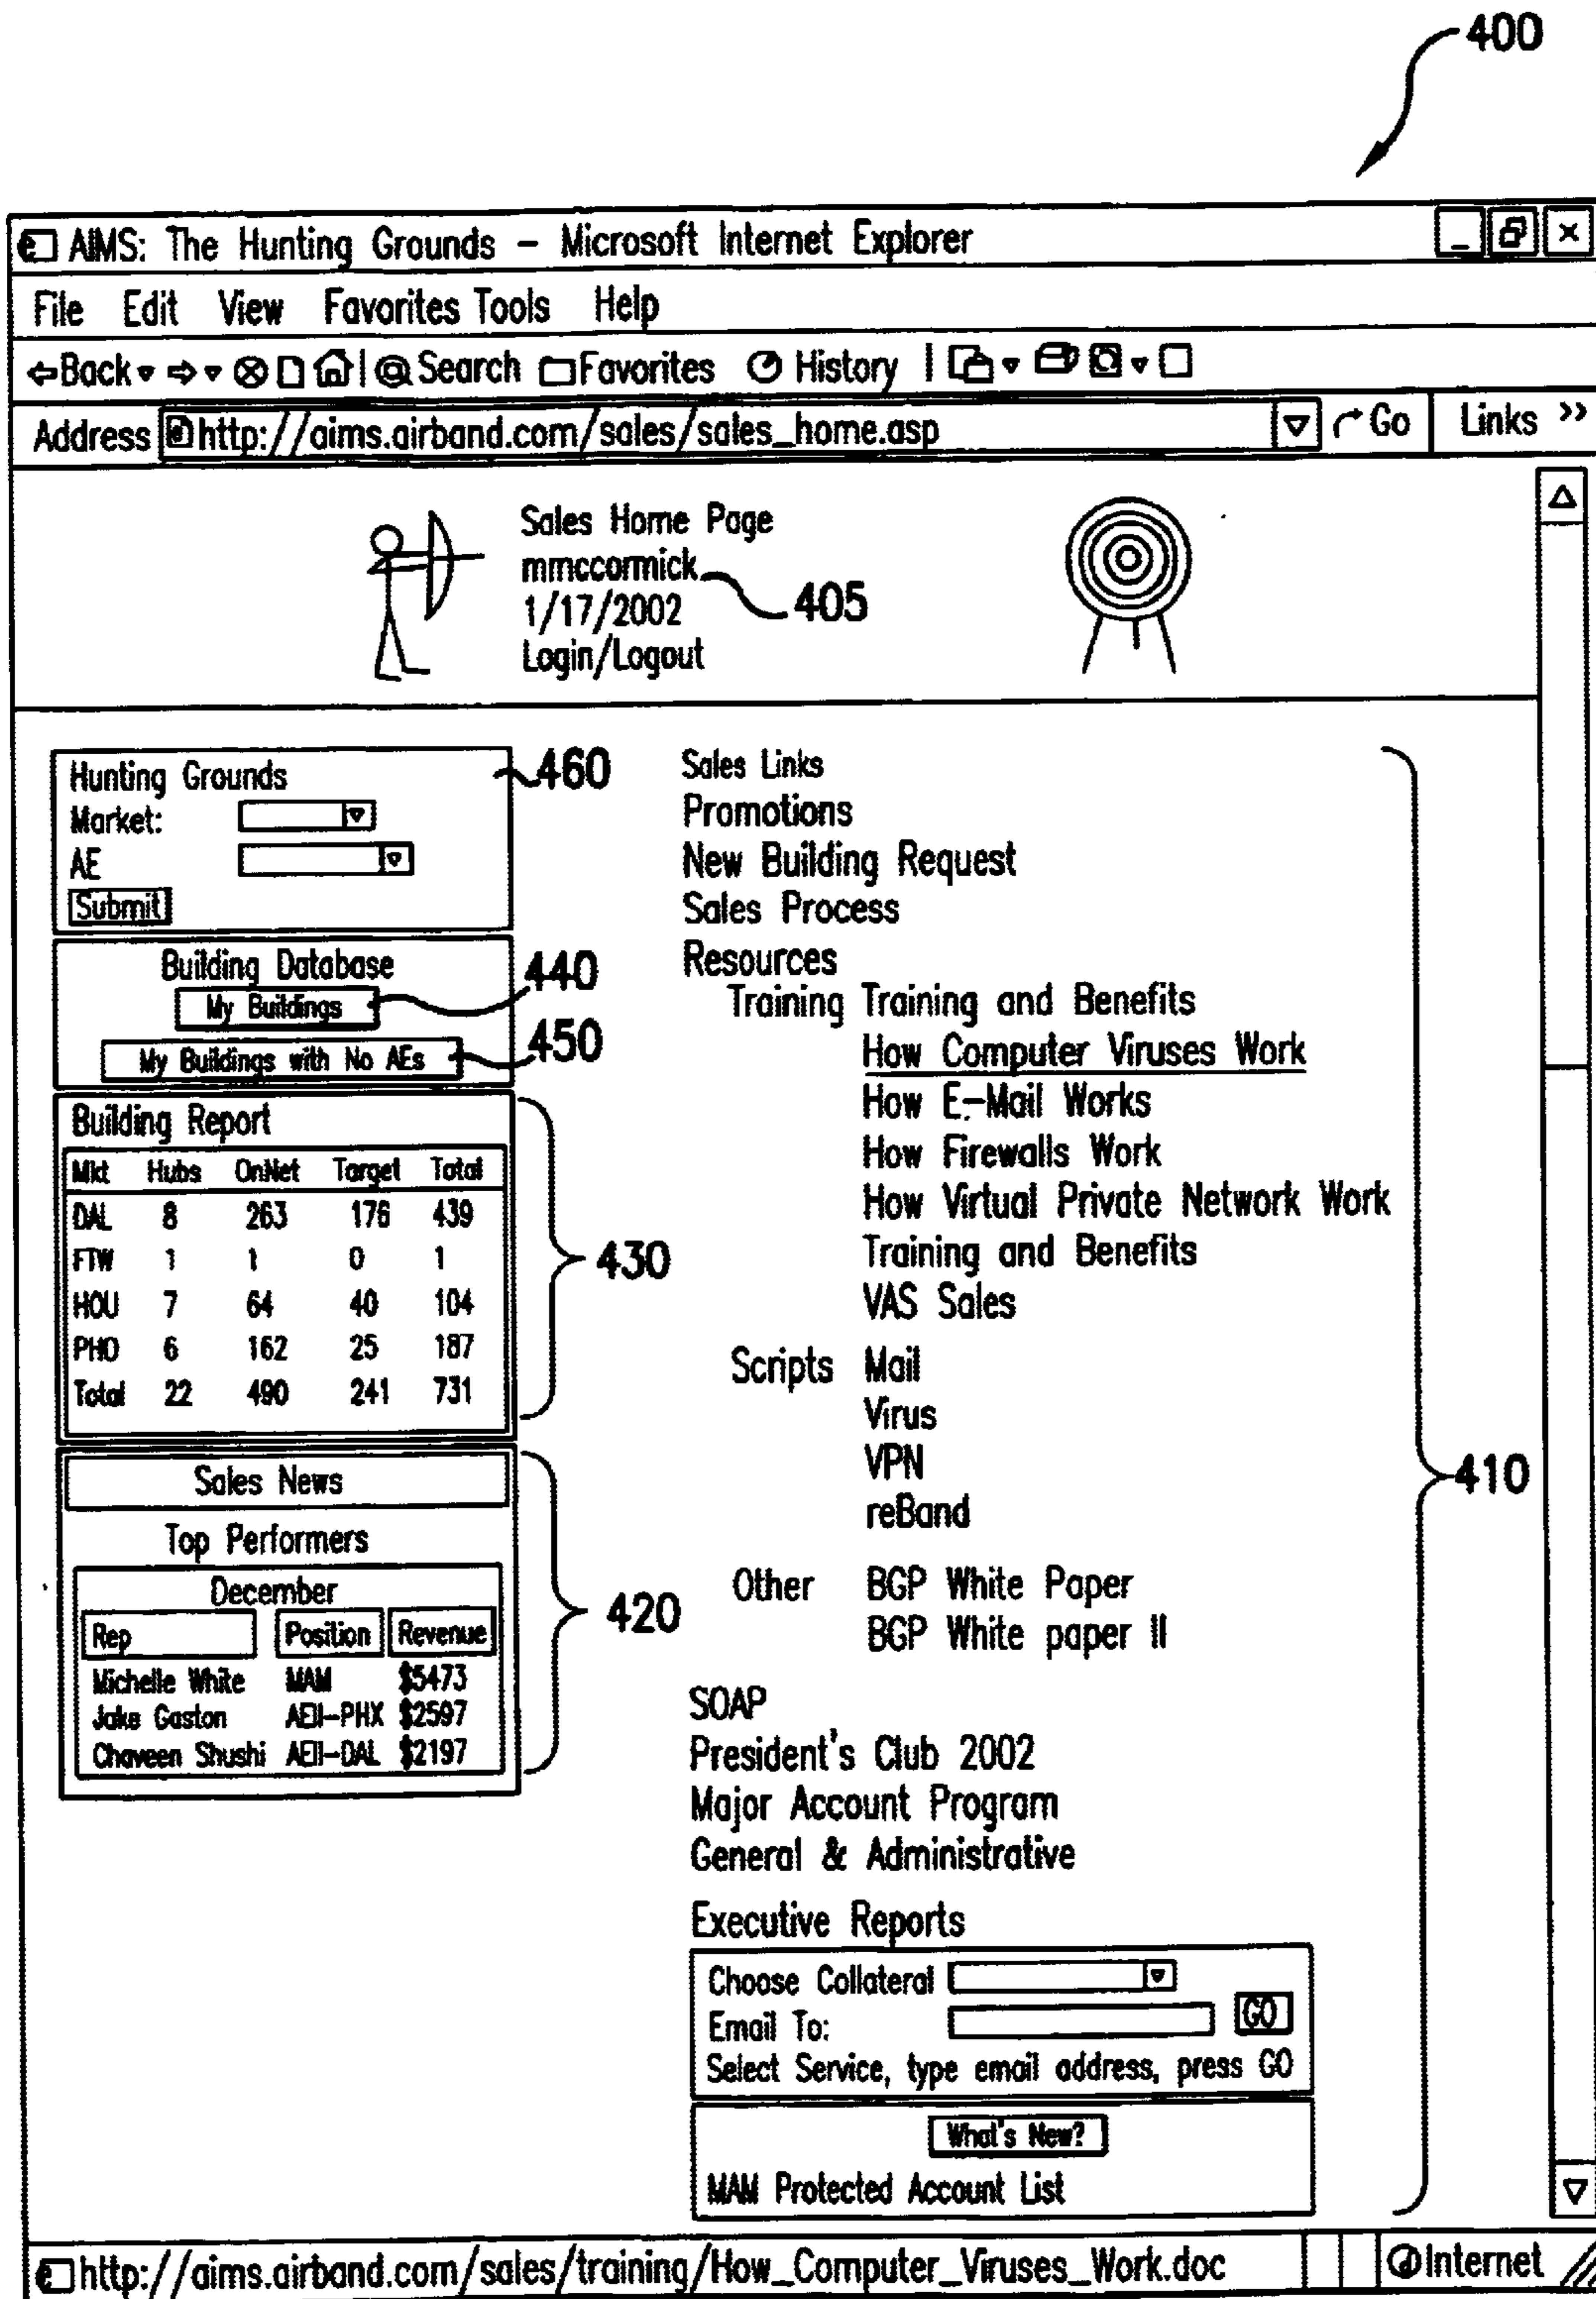 400
AIMS: The Hunting Grounds - Microsoft Internet Explorer
File Edit View Favorites Tools Help
Back Search Favorites History
Address http://aims.airband.com/sales/sales_home.asp Go Links >>
Sales Home Page
mmccormick
405
1/17/2002
Login/Logout
Hunting Grounds
460
Market:
AE
Submit
Building Database
My Buildings
440
My Buildings with No AEs
450
Building Report
Mkt Hubs OnNet Target Total
DAL 8 263 176 439
FTW 1 1 0 1
HOU 7 64 40 104
PHO 6 162 25 187
Total 22 490 241 731
430
Sales News
Top Performers
December
Rep Position Revenue
Michelle White MAM $5473
Jake Gaston AEII-PHX $2597
Chaveen Shushi AEII-DAL $2197
420
Sales Links
Promotions
New Building Request
Sales Process
Resources
Training Training and Benefits
How Computer Viruses Work
How E-Mail Works
How Firewalls Work
How Virtual Private Network Work
Training and Benefits
VAS Sales
Scripts Mail
Virus
VPN
reBand
Other BGP White Paper
BGP White paper II
SOAP
President's Club 2002
Major Account Program
General & Administrative
Executive Reports
Choose Collateral
Email To: GO
Select Service, type email address, press GO
What's New?
MAM Protected Account List
410
http://aims.airband.com/sales/training/How_Computer_Viruses_Work.doc Internet